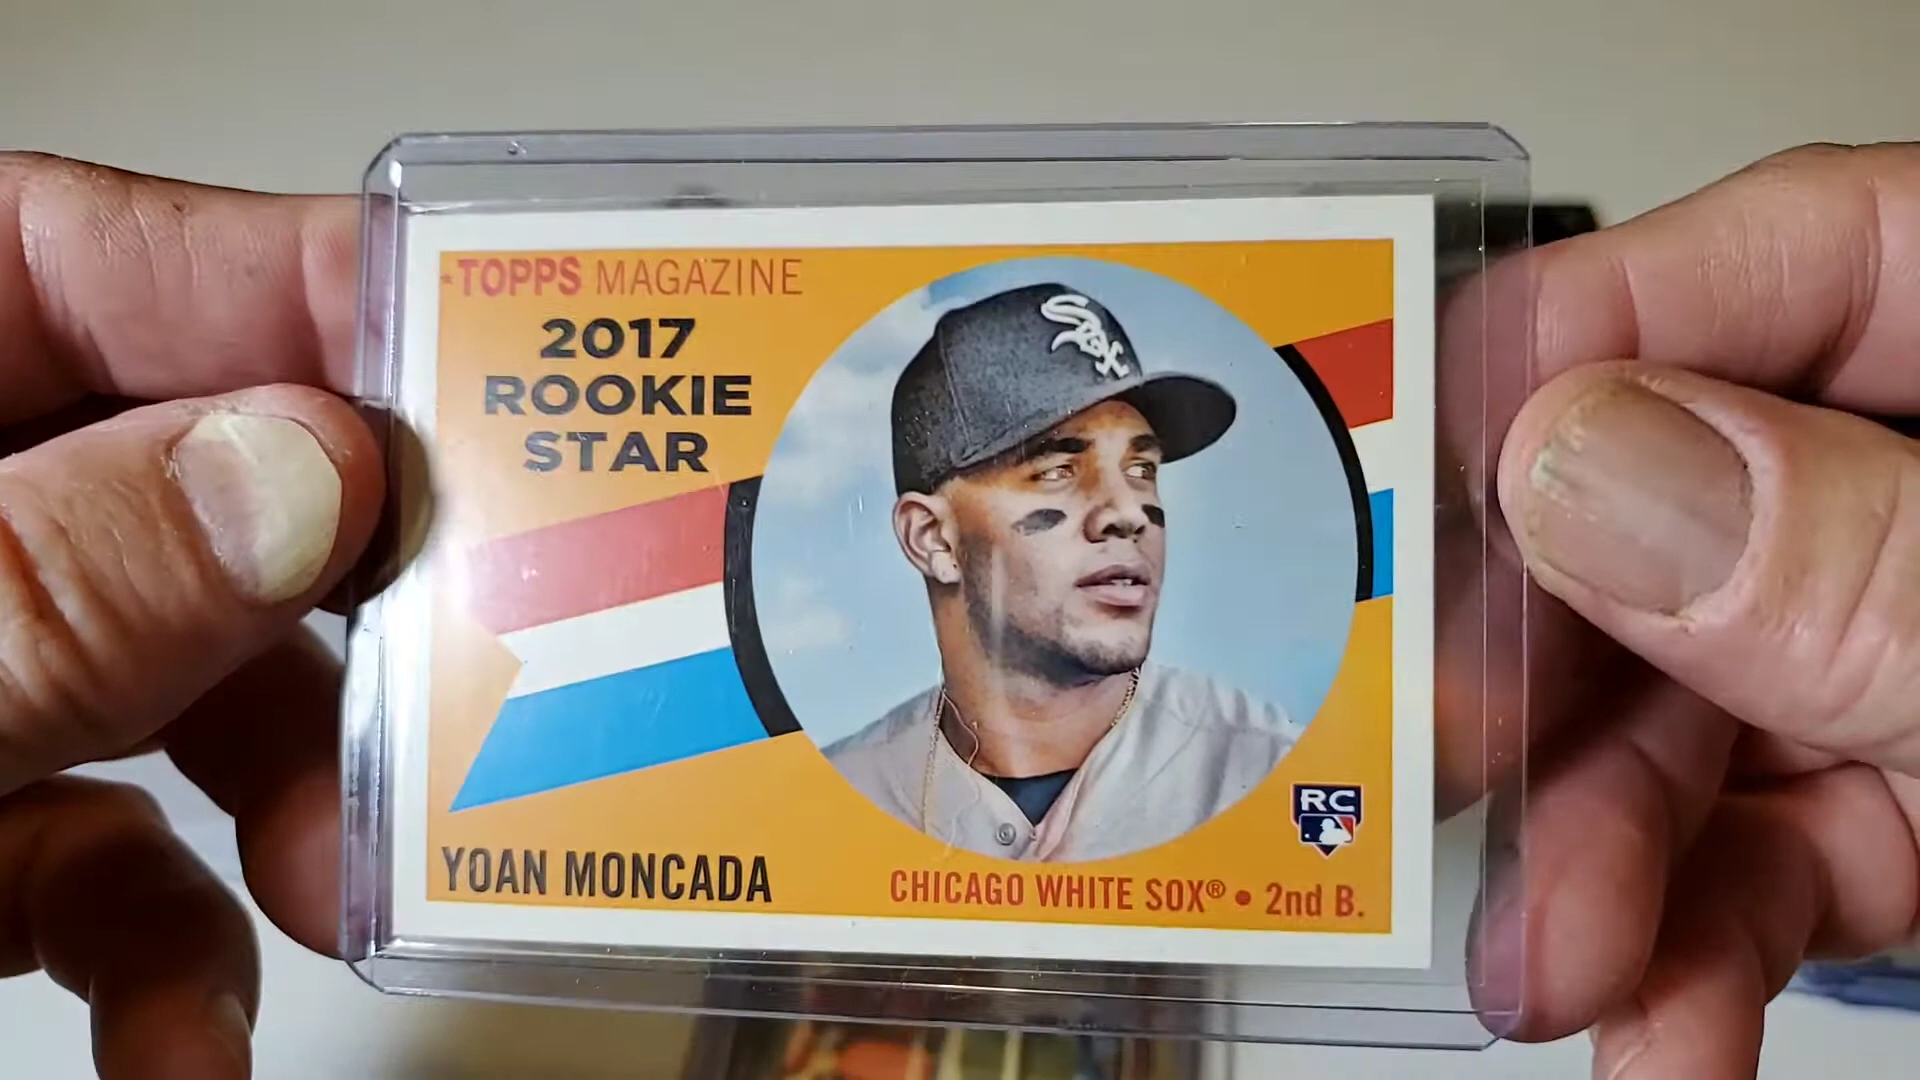 *TOPPS MAGAZINE
2017
ROOKIE
STAR
Sox
RC
YOAN MONCADA
CHICAGO WHITE SOX® • 2nd B.